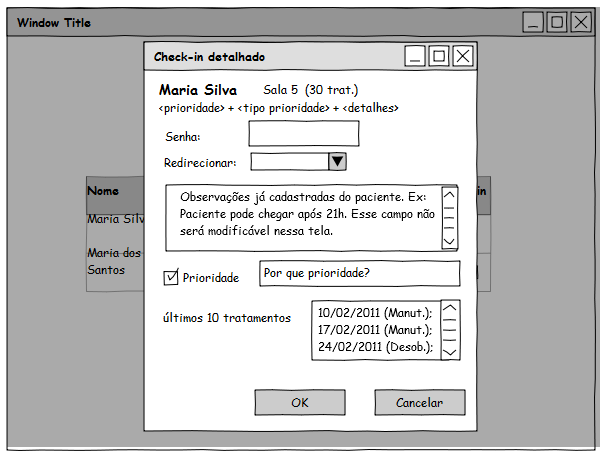 Window Title
Check-in detalhado
Maria Silva Sala 5 (30 trat.)
<prioridade> + <tipo prioridade> + <detalhes>
Senha:
Redirecionar:
Nome
in
Maria Silv
Maria dos
Santos
Observações já cadastradas do paciente. Ex:
Paciente pode chegar após 21h. Esse campo não
será modificável nessa tela.
Prioridade
Por que prioridade?
últimos 10 tratamentos
10/02/2011 (Manut.);
17/02/2011 (Manut.);
24/02/2011 (Desob.);
OK
Cancelar